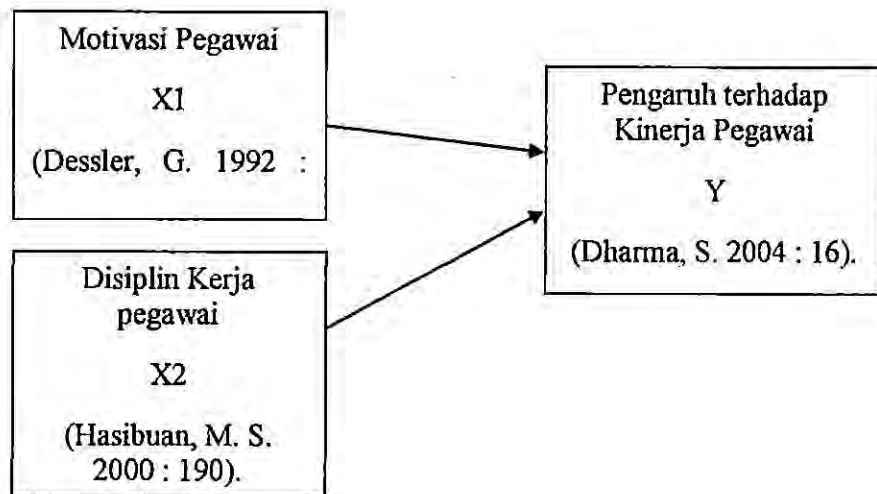 Motivasi Pegawai
X1
(Dessler, G. 1992 :
Disiplin Kerja
pegawai
X2
(Hasibuan, M. S.
2000 : 190).
Pengaruh terhadap
Kinerja Pegawai
Y
(Dharma, S. 2004 : 16).